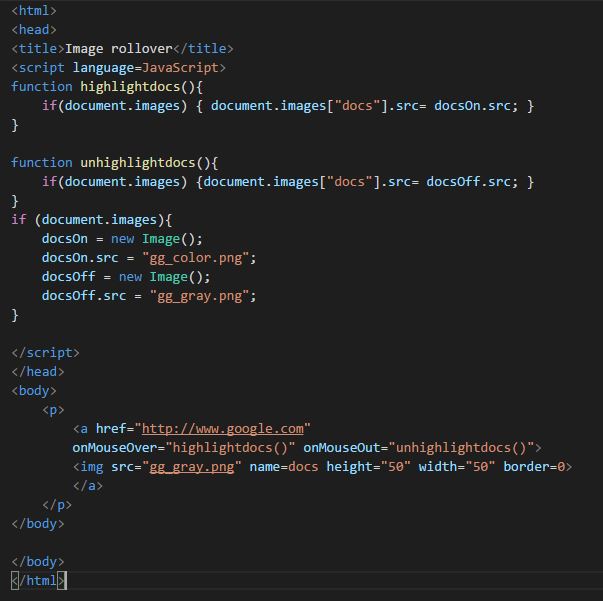 <html>
<head>
<title>Image rollover</title>
<script language=JavaScript>
function highlightdocs(){
    if(document.images) { document.images["docs"].src= docsOn.src; }
}

function unhighlightdocs(){
    if(document.images) {document.images["docs"].src= docsOff.src; }
}
if (document.images){
    docsOn = new Image();
    docsOn.src = "gg_color.png";
    docsOff = new Image();
    docsOff.src = "gg_gray.png";
}

</script>
</head>
<body>
    <p>
        <a href="http://www.google.com"
        onMouseOver="highlightdocs()" onMouseOut="unhighlightdocs()">
        <img src="gg_gray.png" name=docs height="50" width="50" border=0>
        </a>
    </p>
</body>

</body>
</html>